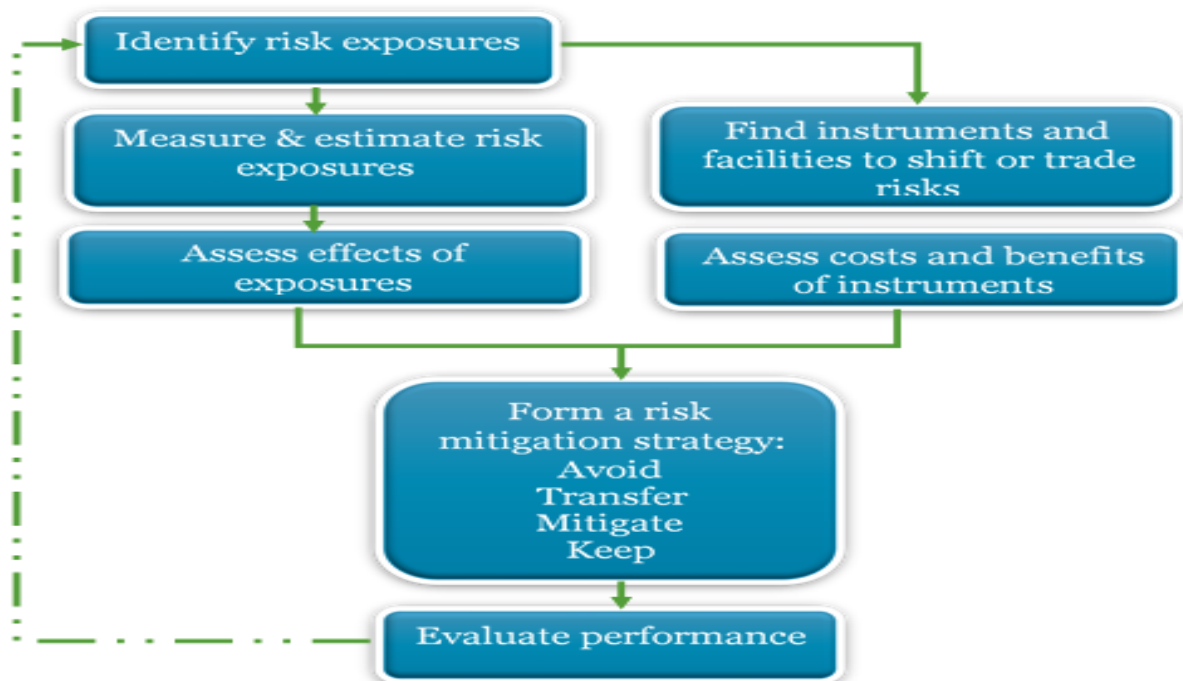 Identify risk exposures
Measure & estimate risk
exposures
Find instruments and
facilities to shift or trade
risks
Assess effects of
exposures
Assess costs and benefits
of instruments
Form a risk
mitigation strategy:
Avoid
Transfer
Mitigate
Keep
Evaluate performance